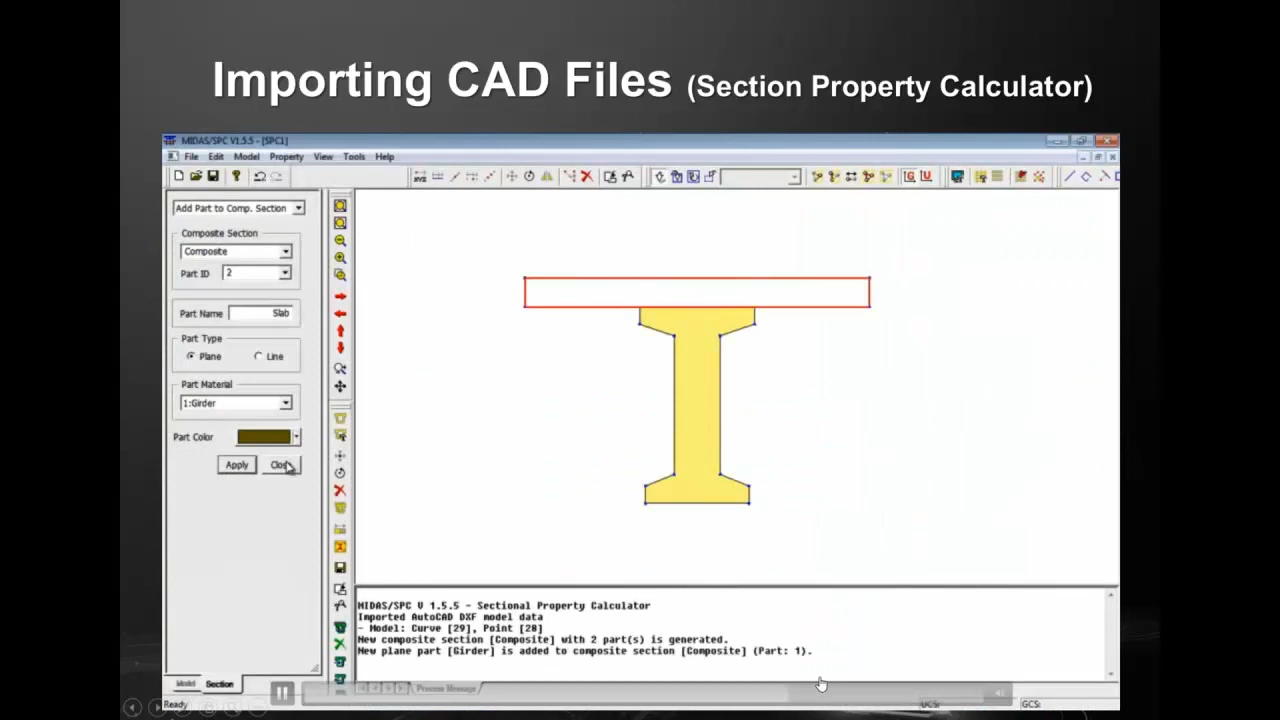 Importing CAD Files (Section Property Calculator)
MIDAS/SPC V1.5.5 - [SPC1]
File Edit Model Property View Tools Help
Add Part to Comp. Section
Composite Section
Composite
Part ID 2
Part Name Slab
Part Type
Plane Line
Part Material
1:Girder
Part Color
Apply
MIDAS/SPC V 1.5.5 - Sectional Property Calculator
Imported AutoCAD DXF model data
- Model: Curve [29], Point [28]
New composite section [Composite] with 2 part(s) is generated.
New plane part [Girder] is added to composite section [Composite] (Part: 1).
Model Section
Process Message
Ready
UCS:
GCS: